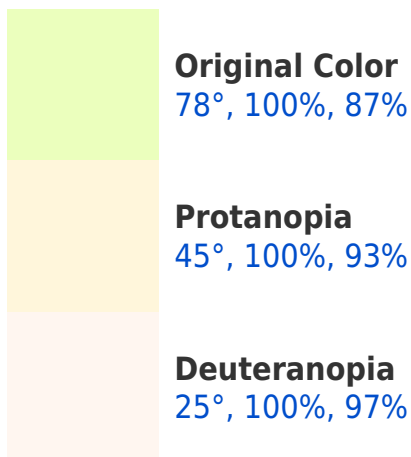 Original Color
78°, 100%, 87%
Protanopia
45°, 100%, 93%
Deuteranopia
25°, 100%, 97%